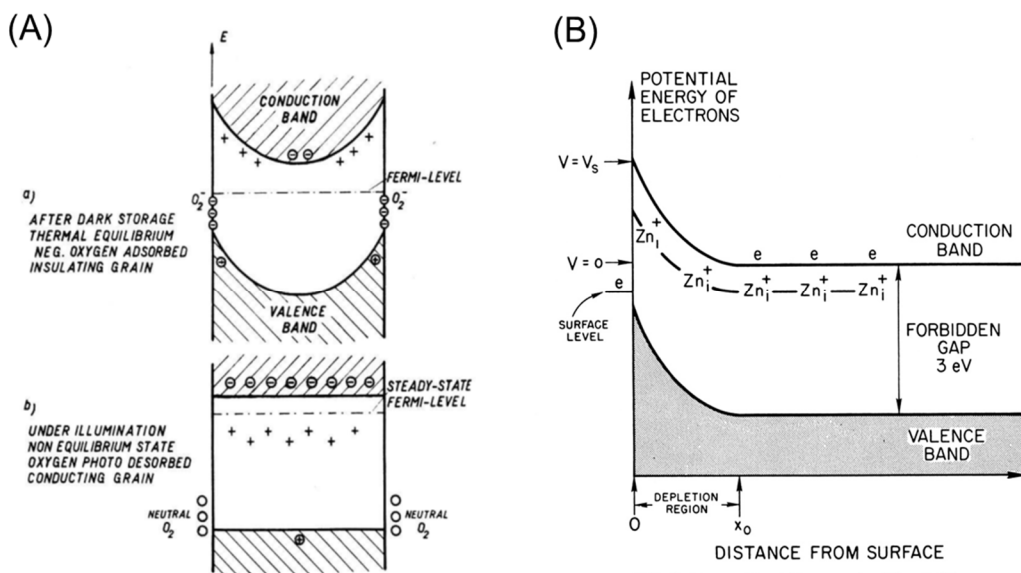 (A)
E
CONDUCTION
BAND
+ + + + + +
⊖ ⊖
FERMI-LEVEL
a)
O₂⁻ O₂⁻
⊖ ⊖
⊖ ⊖
⊖ ⊖
AFTER DARK STORAGE
THERMAL EQUILIBRIUM
NEG. OXYGEN ADSORBED
INSULATING GRAIN
⊕ ⊕
VALENCE
BAND
⊖ ⊖ ⊖ ⊖ ⊖ ⊖ ⊖ ⊖
STEADY-STATE
FERMI-LEVEL
b)
+ + + + + + +
UNDER ILLUMINATION
NON EQUILIBRIUM STATE
OXYGEN PHOTO DESORBED
CONDUCTING GRAIN
NEUTRAL
O₂
NEUTRAL
O₂
⊕
(B)
POTENTIAL
ENERGY OF
ELECTRONS
V = Vₛ
Znᵢ⁺
CONDUCTION
BAND
e e e
V = 0
Znᵢ⁺ Znᵢ⁺ Znᵢ⁺ Znᵢ⁺
e
SURFACE
LEVEL
FORBIDDEN
GAP
3 eV
VALENCE
BAND
DEPLETION
REGION
0
x₀
DISTANCE FROM SURFACE